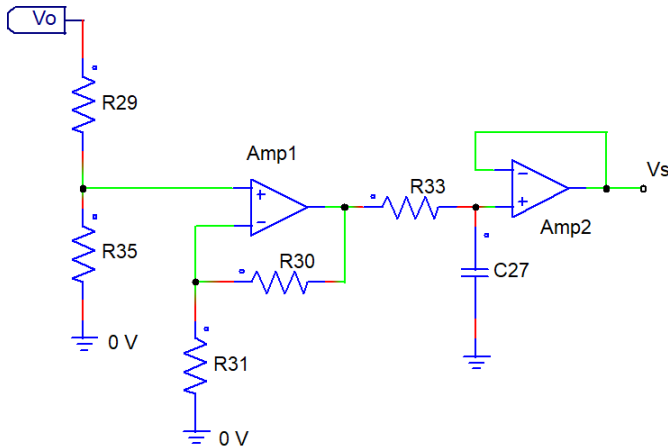 Vo
R29
Amp1
+
−
R35
0 V
R30
R31
0 V
R33
C27
−
+
Amp2
Vs